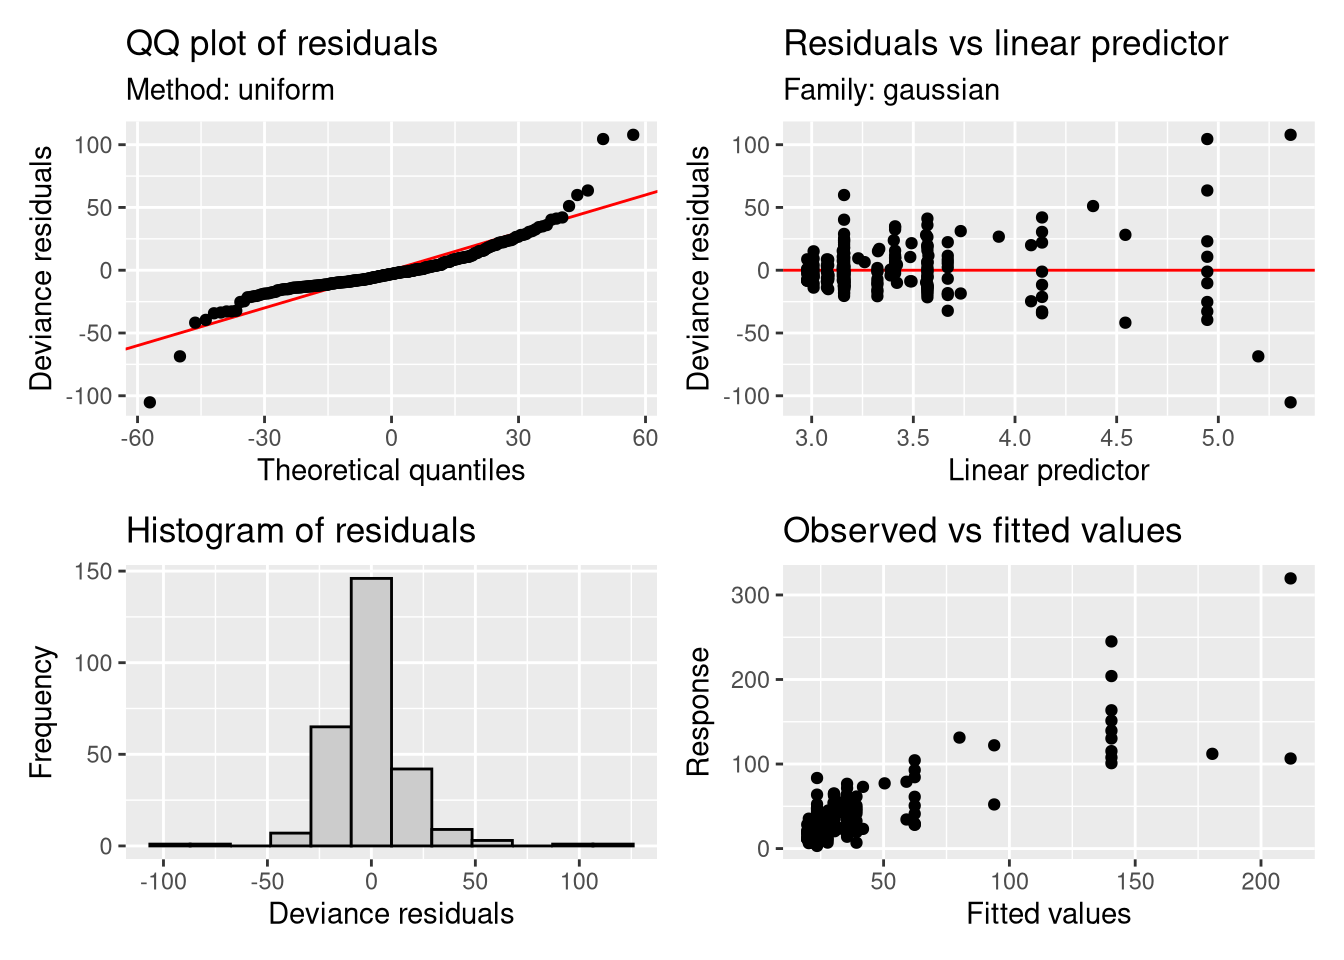 QQ plot of residuals
Method: uniform
Deviance residuals
100
50
0
-50
-100
-60
-30
0
30
60
Theoretical quantiles
Residuals vs linear predictor
Family: gaussian
Deviance residuals
100
50
0
-50
-100
3.0
3.5
4.0
4.5
5.0
Linear predictor
Histogram of residuals
Frequency
150
100
50
0
-100
-50
0
50
100
Deviance residuals
Observed vs fitted values
Response
300
200
100
0
50
100
150
200
Fitted values